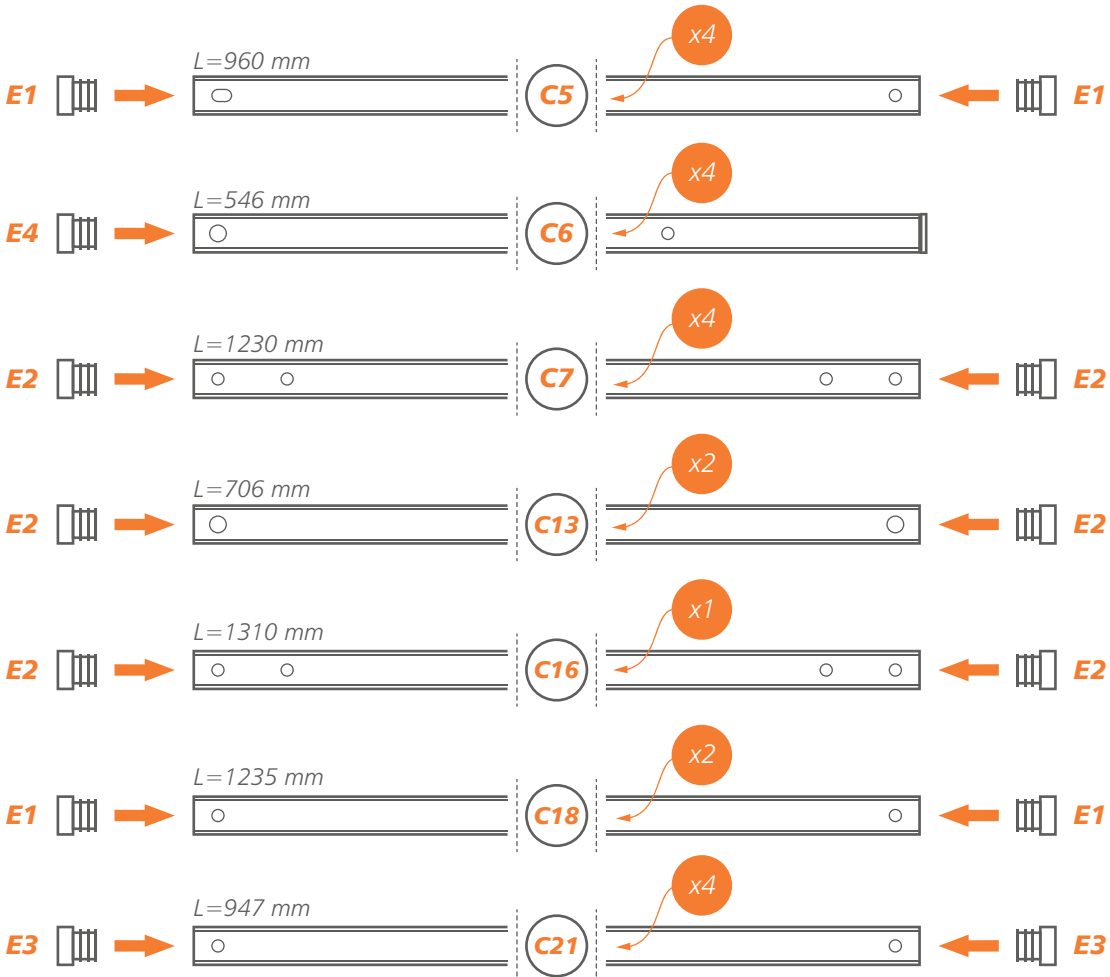 x4
L=960 mm
E1 C5 E1
x4
L=546 mm
E4 C6
x4
L=1230 mm
E2 C7 E2
x2
L=706 mm
E2 C13 E2
x1
L=1310 mm
E2 C16 E2
x2
L=1235 mm
E1 C18 E1
x4
L=947 mm
E3 C21 E3